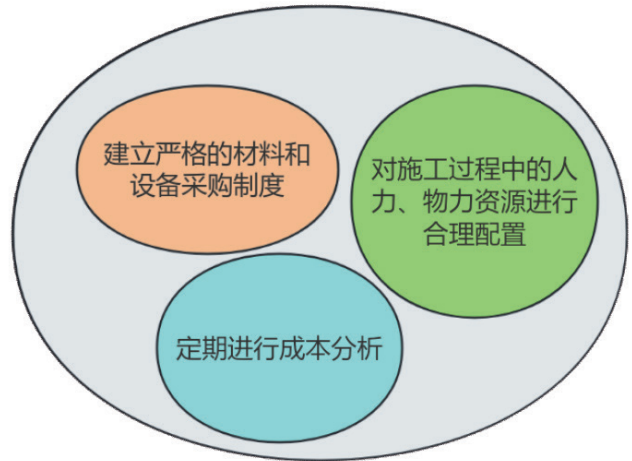 建立严格的材料和
设备采购制度
对施工过程中的人
力、物力资源进行
合理配置
定期进行成本分析